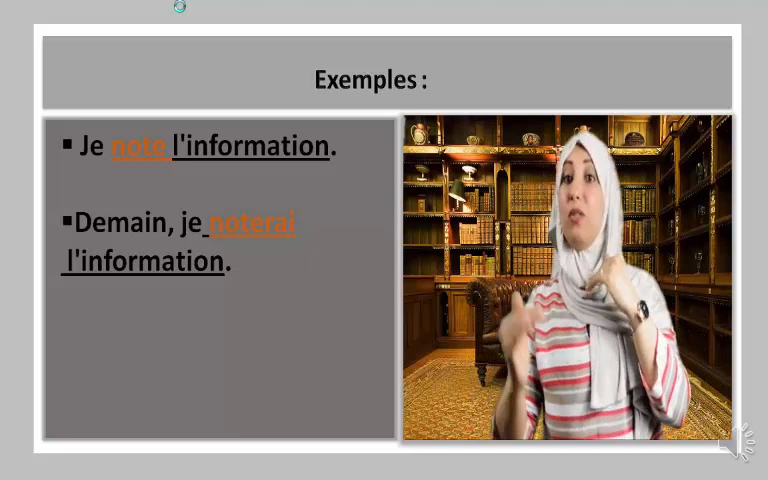 Exemples :
▪ Je note l'information.
▪Demain, je noterai
l'information.